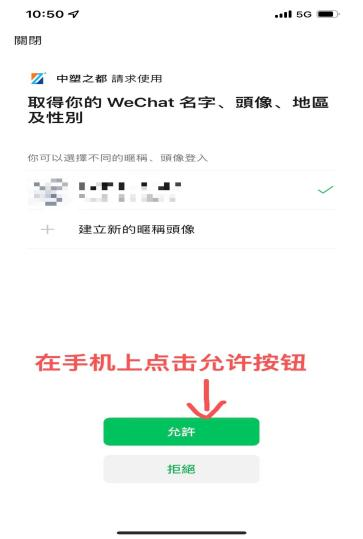 10:50
5G
關閉
中塑之都 請求使用
取得你的 WeChat 名字、頭像、地區
及性別
你可以選擇不同的暱稱、頭像登入
建立新的暱稱頭像
在手机上点击允许按钮
允許
拒絕